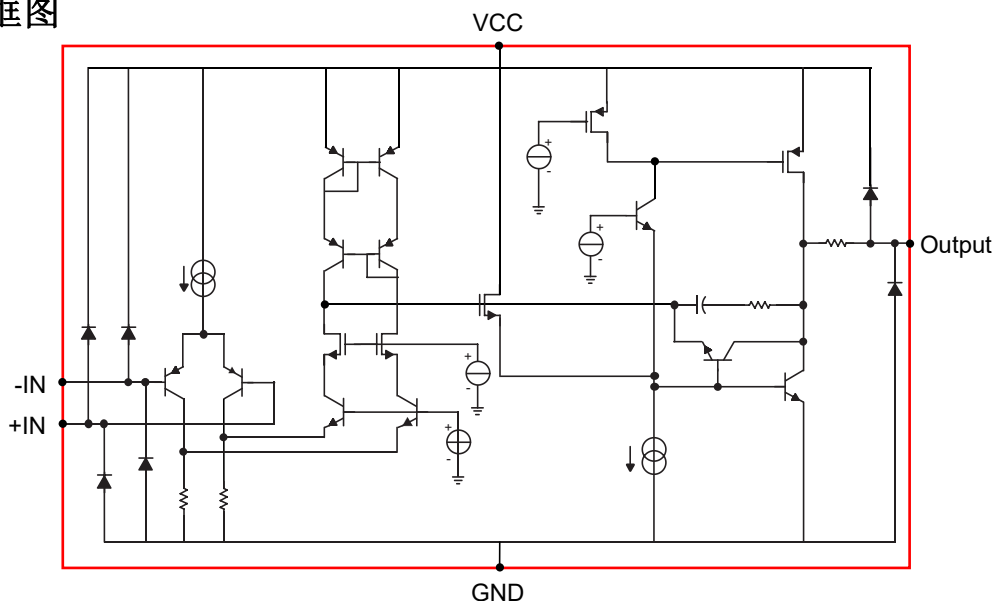 框图
VCC
+
-
+
-
Output
+
-
-IN
+IN
+
-
GND